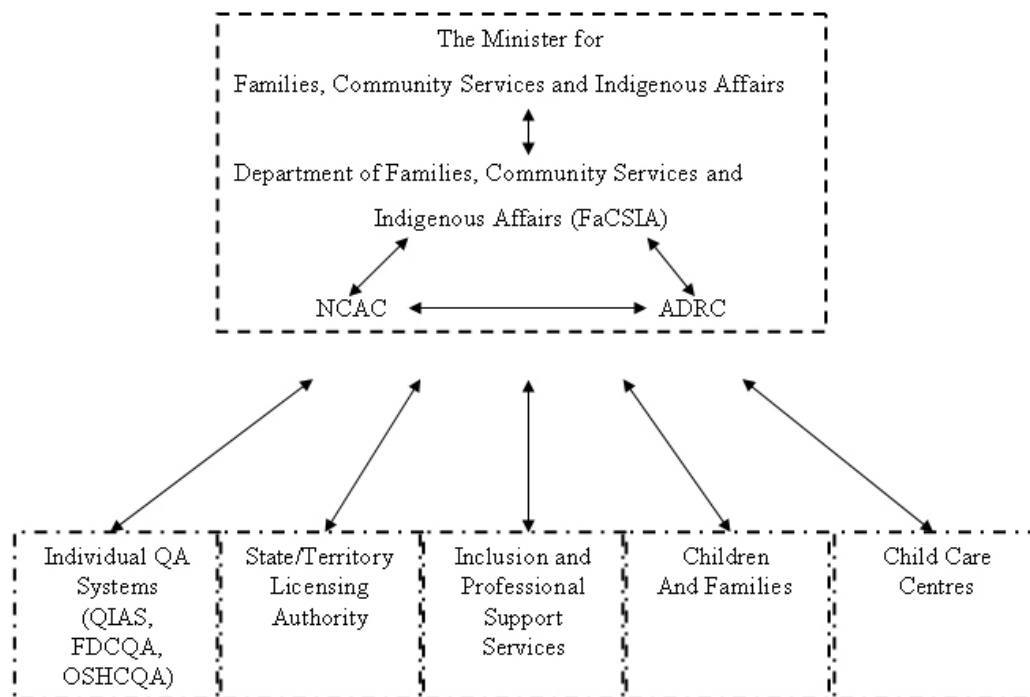 The Minister for
Families, Community Services and Indigenous Affairs
Department of Families, Community Services and
Indigenous Affairs (FaCSIA)
NCAC
ADRC
Individual QA
Systems
(QIAS,
FDCQA,
OSHCQA)
State/Territory
Licensing
Authority
Inclusion and
Professional
Support
Services
Children
And Families
Child Care
Centres